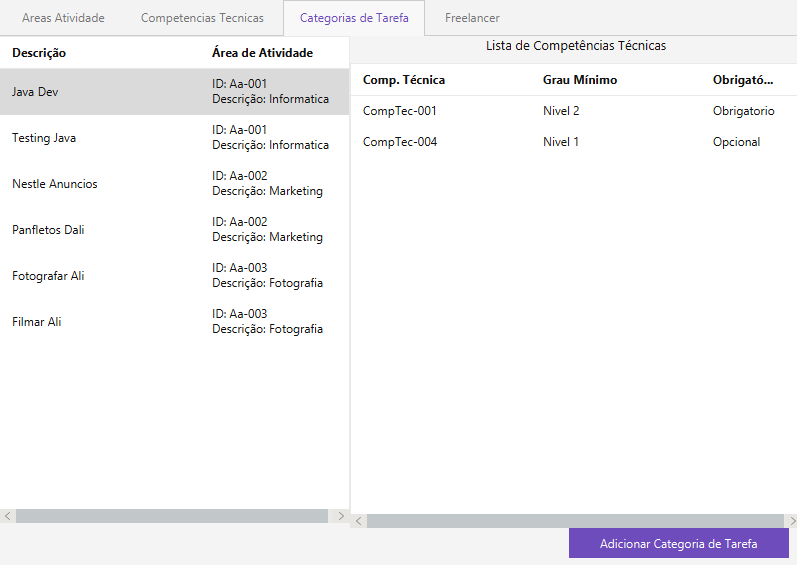 Areas Atividade
Competencias Tecnicas
Categorias de Tarefa
Freelancer
Descrição
Área de Atividade
Java Dev
ID: Aa-001
Descrição: Informatica
Testing Java
ID: Aa-001
Descrição: Informatica
Nestle Anuncios
ID: Aa-002
Descrição: Marketing
Panfletos Dali
ID: Aa-002
Descrição: Marketing
Fotografar Ali
ID: Aa-003
Descrição: Fotografia
Filmar Ali
ID: Aa-003
Descrição: Fotografia
Lista de Competências Técnicas
Comp. Técnica
Grau Mínimo
Obrigató...
CompTec-001
Nivel 2
Obrigatorio
CompTec-004
Nivel 1
Opcional
Adicionar Categoria de Tarefa